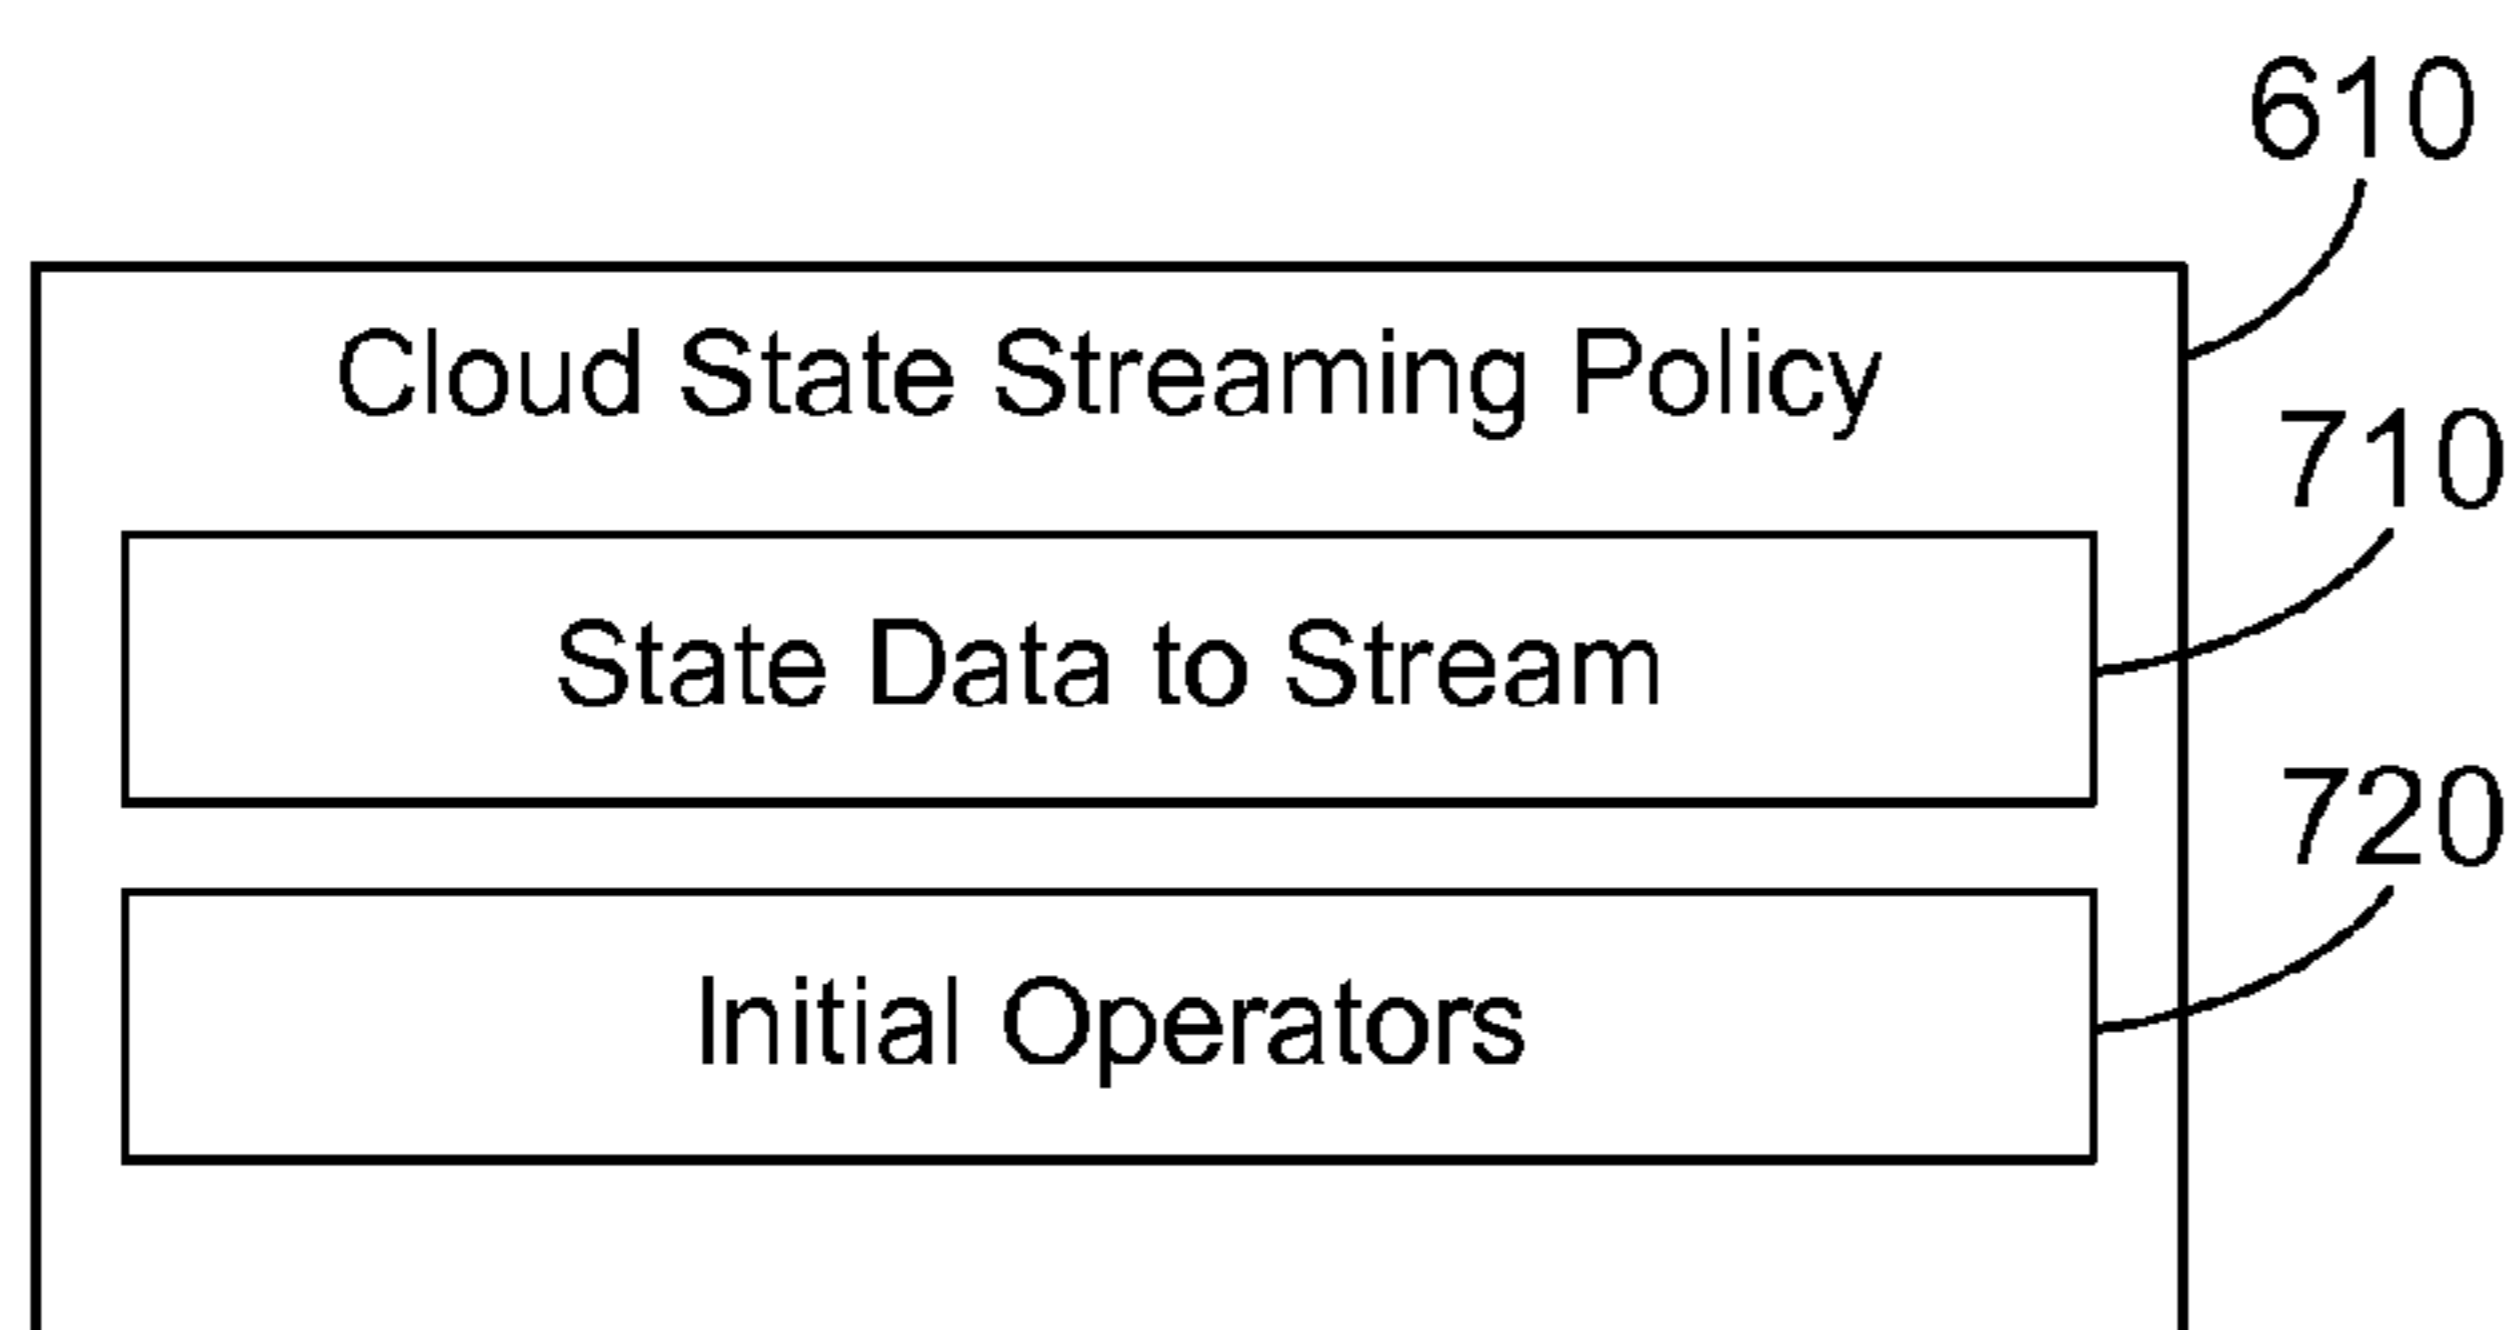 610
Cloud State Streaming Policy
710
State Data to Stream
720
Initial Operators